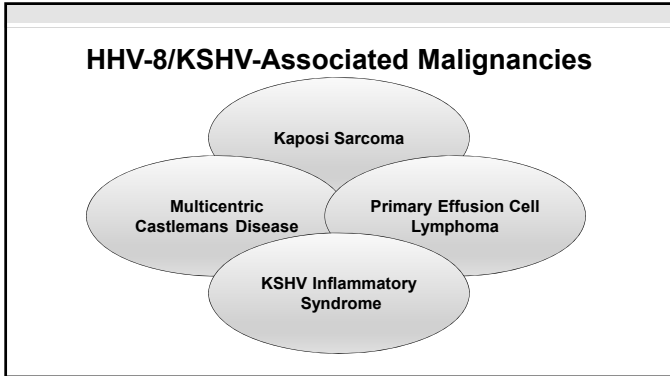 HHV-8/KSHV-Associated Malignancies
Kaposi Sarcoma
Multicentric
Castlemans Disease
Primary Effusion Cell
Lymphoma
KSHV Inflammatory
Syndrome